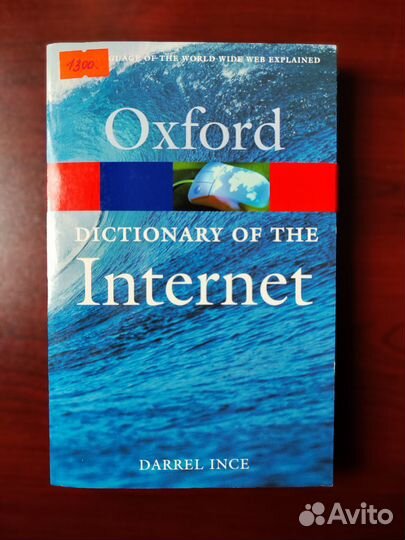 1300
OF THE WORLD WIDE WEB EXPLAINED
Oxford
DICTIONARY OF THE
Internet
DARREL INCE
Avito